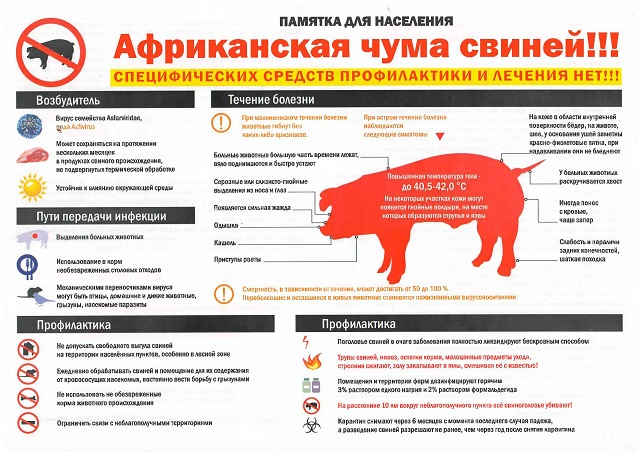 ПАМЯТКА ДЛЯ НАСЕЛЕНИЯ
Африканская чума свиней!!!
СПЕЦИФИЧЕСКИХ СРЕДСТВ ПРОФИЛАКТИКИ И ЛЕЧЕНИЯ НЕТ!!!
Возбудитель
Вирус семейства Asfarviridae,
рода Asfivirus
Может сохраняться на протяжении
нескольких месяцев
в продуктах свиного происхождения,
не подвергнутых термической обработке
Устойчив к влиянию окружающей среды
Пути передачи инфекции
Выделения больных животных
Использование в корм
необезвреженных столовых отходов
Механическими переносчиками вируса
могут быть птицы, домашние и дикие животные,
грызуны, насекомые паразиты
Течение болезни
При молниеносном течении болезни
животные гибнут без
каких-либо признаков.
При остром течении болезни
наблюдаются
следующие симптомы
Больные животные большую часть времени лежат,
вяло поднимаются и быстро устают
Серозные или слизисто-гнойные
выделения из носа и глаз
Появляется сильная жажда
Одышка
Кашель
Приступы рвоты
Повышенная температура тела -
до 40,5-42,0 °C
На некоторых участках кожи могут
появится гнойные волдыри, на месте
которых образуются струпья и язвы
На коже в области внутренней
поверхности бёдер, на животе,
шее, у основания ушей заметны
красно-фиолетовые пятна, при
надавливании они не бледнеют
У больных животных
раскручивается хвост
Иногда понос
с кровью,
чаще запор
Слабость и параличи
задних конечностей,
шаткая походка
Смертность, в зависимости от течения, может достигать от 50 до 100 %.
Переболевшие и оставшиеся в живых животные становятся пожизненными вирусоносителями
Профилактика
Не допускать свободного выгула свиней
на территории населённых пунктов, особенно в лесной зоне
Ежедневно обрабатывать свиней и помещение для их содержания
от кровососущих насекомых, постоянно вести борьбу с грызунами
Не использовать не обезвреженные
корма животного происхождения
Ограничить связи с неблагополучными территориями
Профилактика
Поголовье свиней в очаге заболевания полностью ликвидируют бескровным способом
Трупы свиней, навоз, остатки корма, малоценные предметы ухода,
строения сжигают, золу закапывают в ямы, смешивая её с известью!
Помещения и территории ферм дезинфицируют горячим
3% раствором едкого натрия и 2% раствором формальдегида
На расстояние 10 км вокруг неблагополучного пункта всё свинополовье убивают!
Карантин снимают через 6 месяцев с момента последнего случая падежа,
а разведение свиней разрешают не ранее, чем через год после снятия карантина